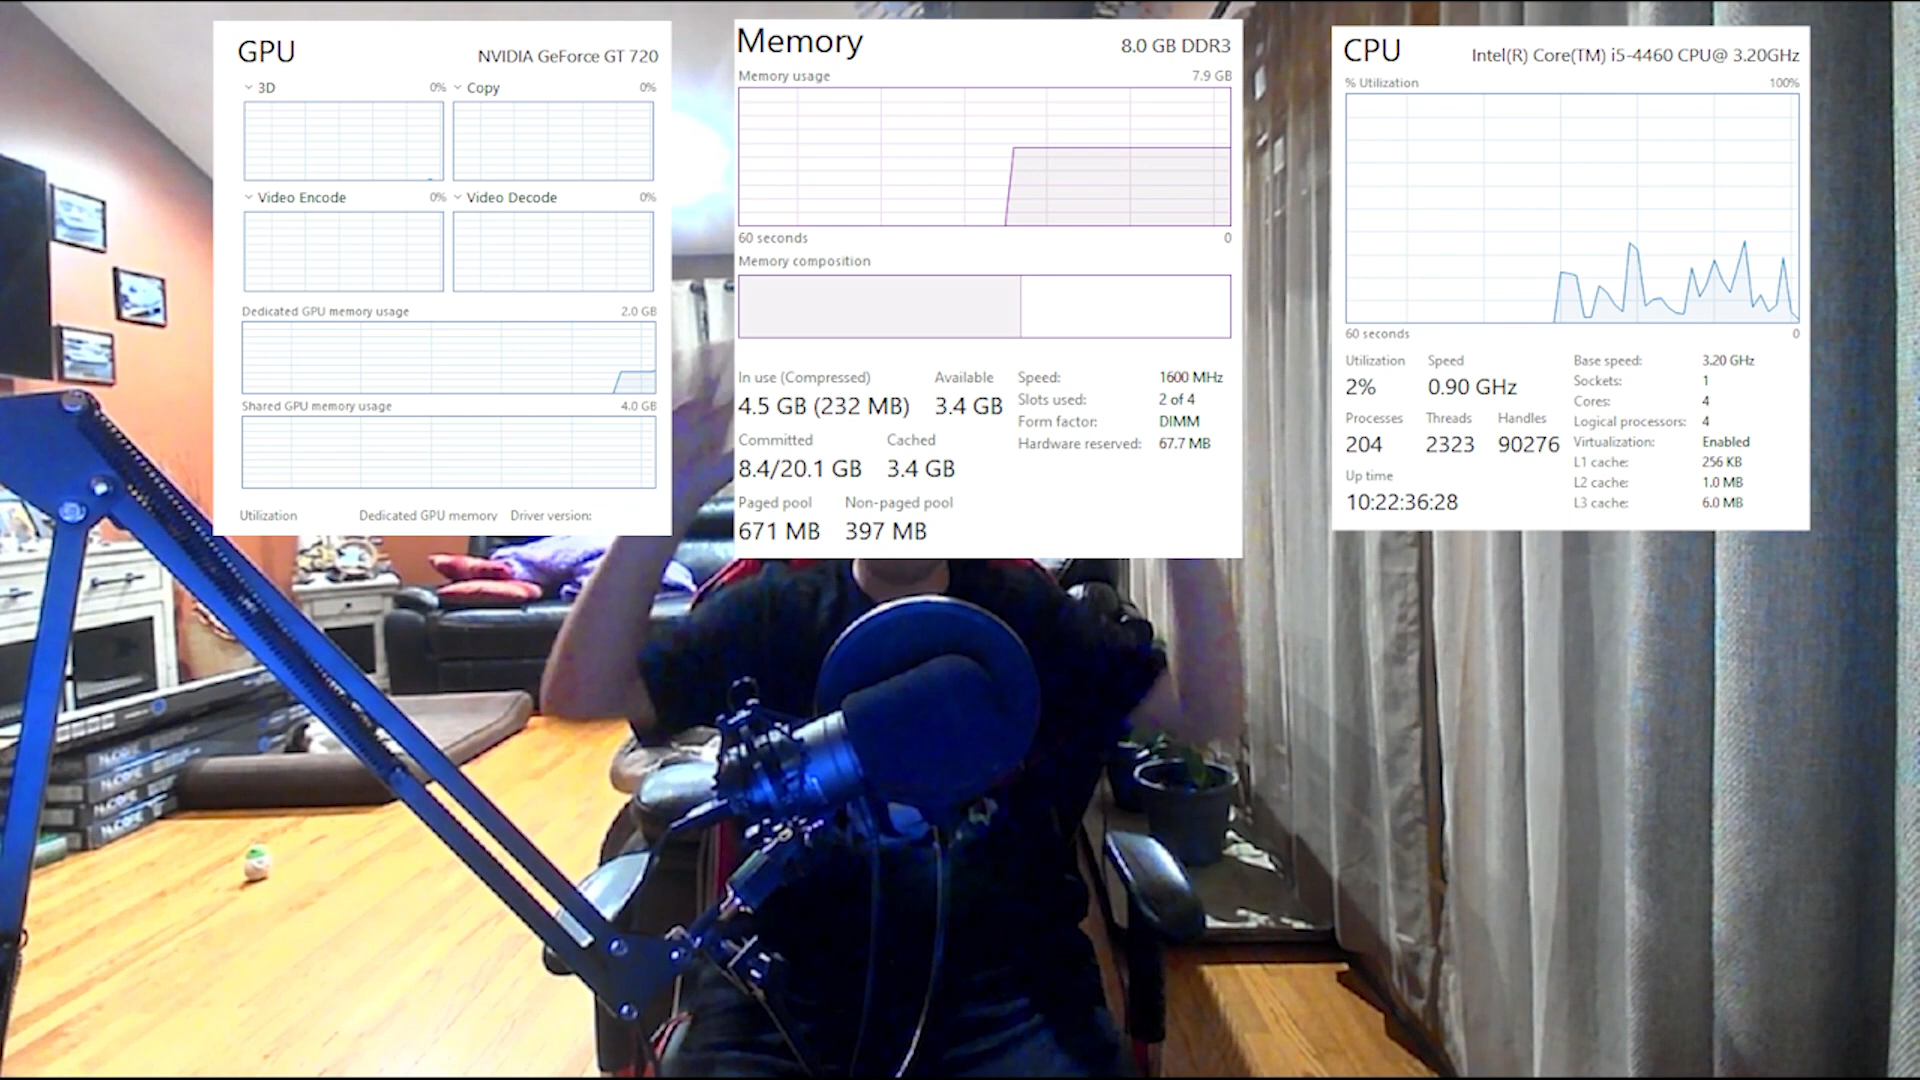 GPU
NVIDIA GeForce GT 720
3D 0%
Copy 0%
Video Encode 0%
Video Decode 0%
Dedicated GPU memory usage 2.0 GB
Shared GPU memory usage 4.0 GB
Utilization Dedicated GPU memory Driver version:
Memory
8.0 GB DDR3
Memory usage 7.9 GB
60 seconds 0
Memory composition
In use (Compressed) Available
4.5 GB (232 MB) 3.4 GB
Committed Cached
8.4/20.1 GB 3.4 GB
Paged pool Non-paged pool
671 MB 397 MB
Speed: 1600 MHz
Slots used: 2 of 4
Form factor: DIMM
Hardware reserved: 67.7 MB
CPU
Intel(R) Core(TM) i5-4460 CPU@ 3.20GHz
% Utilization 100%
60 seconds 0
Utilization Speed
2% 0.90 GHz
Processes Threads Handles
204 2323 90276
Up time
10:22:36:28
Base speed: 3.20 GHz
Sockets: 1
Cores: 4
Logical processors: 4
Virtualization: Enabled
L1 cache: 256 KB
L2 cache: 1.0 MB
L3 cache: 6.0 MB